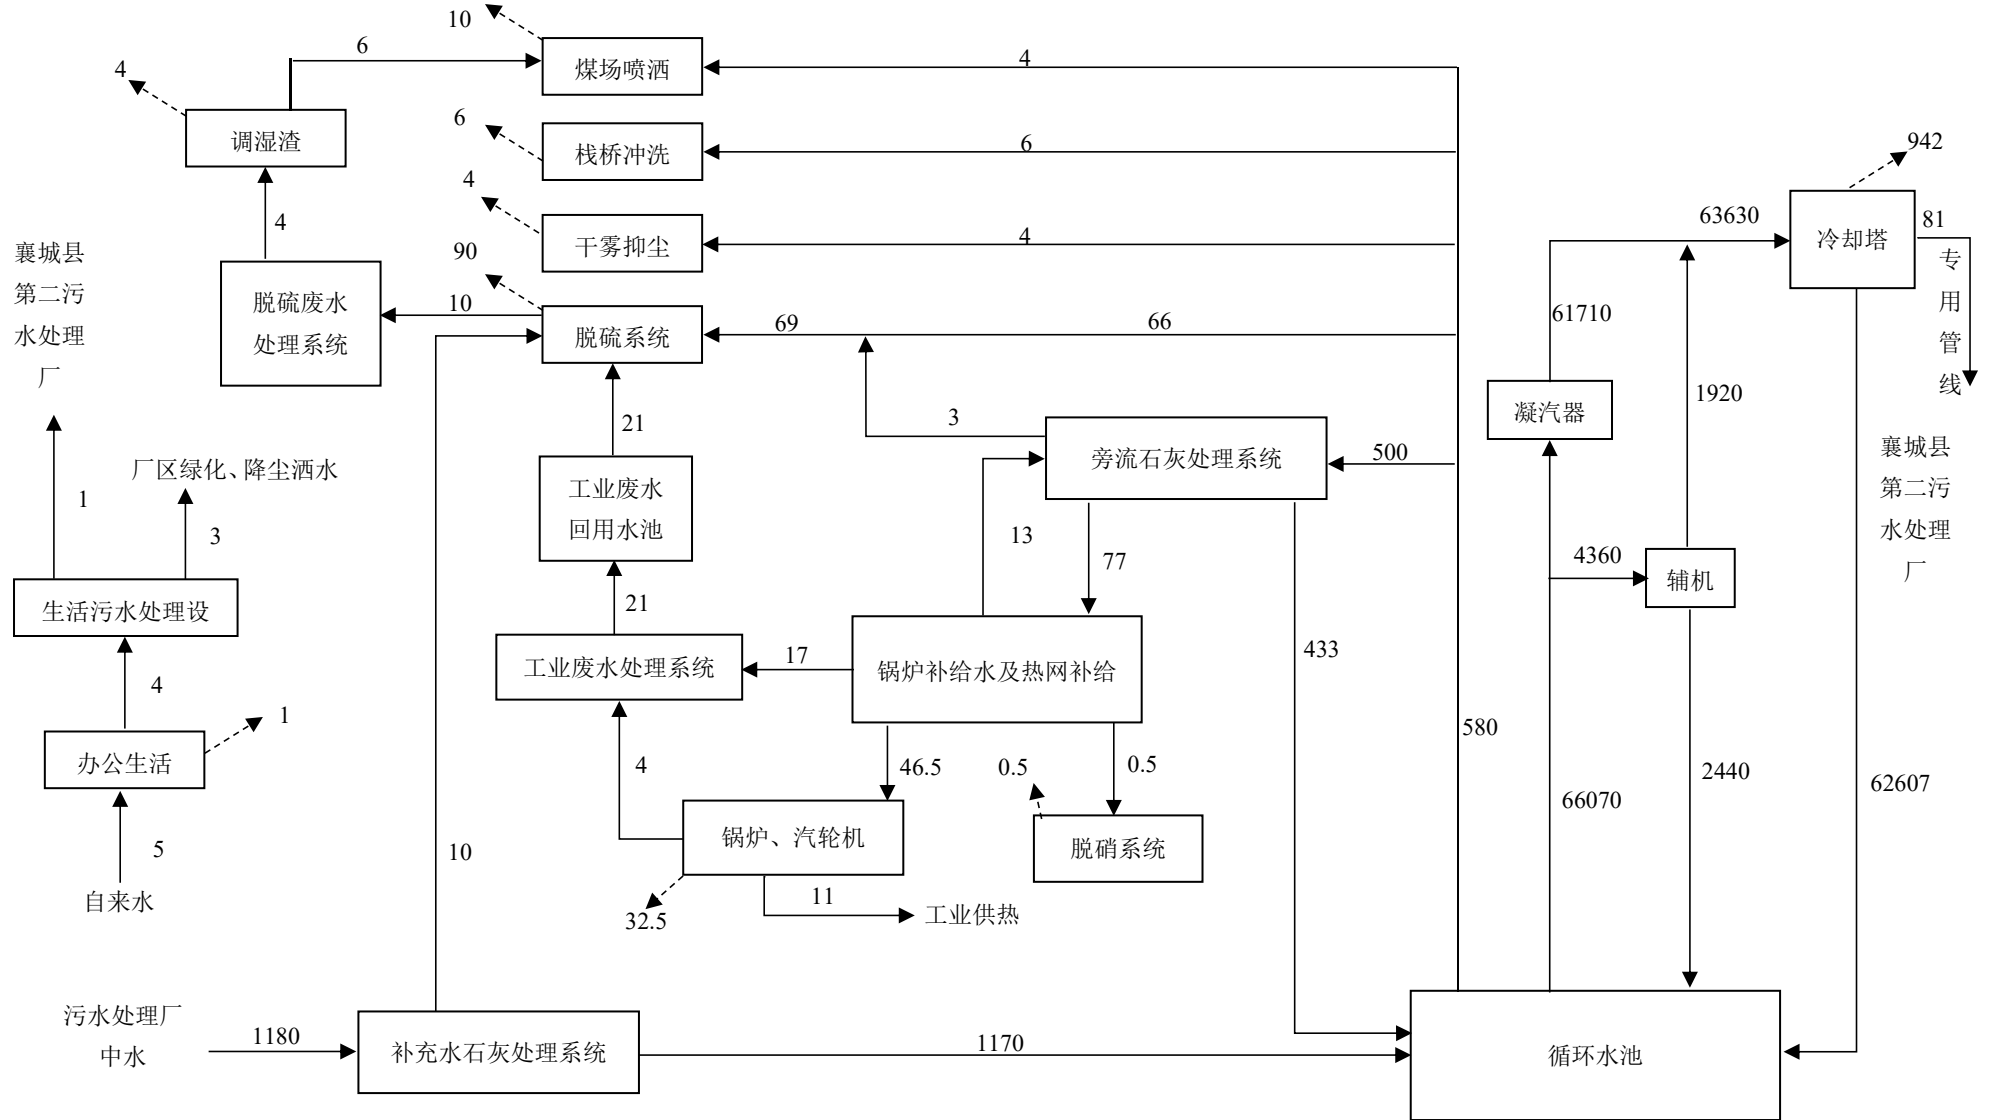 10
6
煤场喷洒
4
4
调湿渣
6
栈桥冲洗
6
942
4
4
干雾抑尘
4
63630
冷却塔
81
专
用
管
线
襄城县
第二污
水处理
厂
90
脱硫废水
处理系统
10
脱硫系统
69
66
61710
1920
凝汽器
21
3
旁流石灰处理系统
500
襄城县
第二污
水处理
厂
厂区绿化、降尘洒水
1
3
工业废水
回用水池
13
77
4360
辅机
生活污水处理设
21
433
工业废水处理系统
17
锅炉补给水及热网补给
4
1
办公生活
580
4
46.5
0.5
0.5
2440
62607
66070
5
10
锅炉、汽轮机
脱硝系统
自来水
32.5
11
工业供热
污水处理厂
中水
1180
补充水石灰处理系统
1170
循环水池